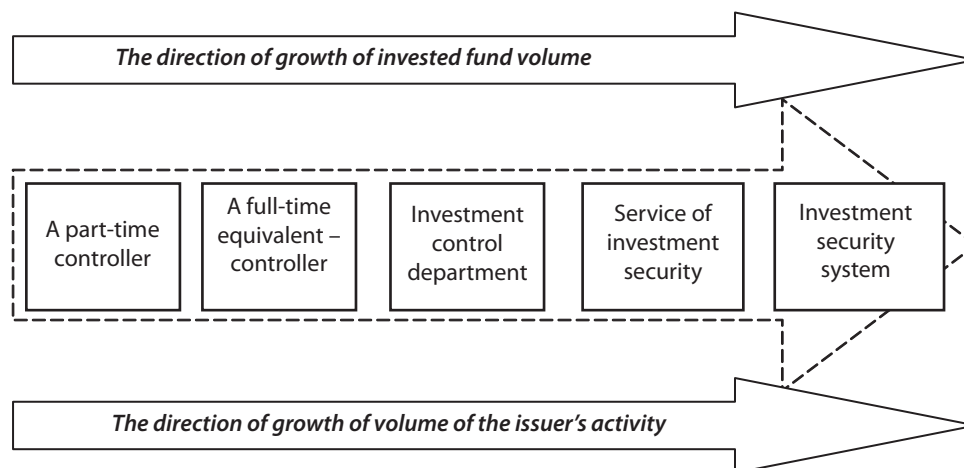 The direction of growth of invested fund volume
A part-time
controller
A full-time
equivalent –
controller
Investment
control
department
Service of
investment
security
Investment
security
system
The direction of growth of volume of the issuer's activity